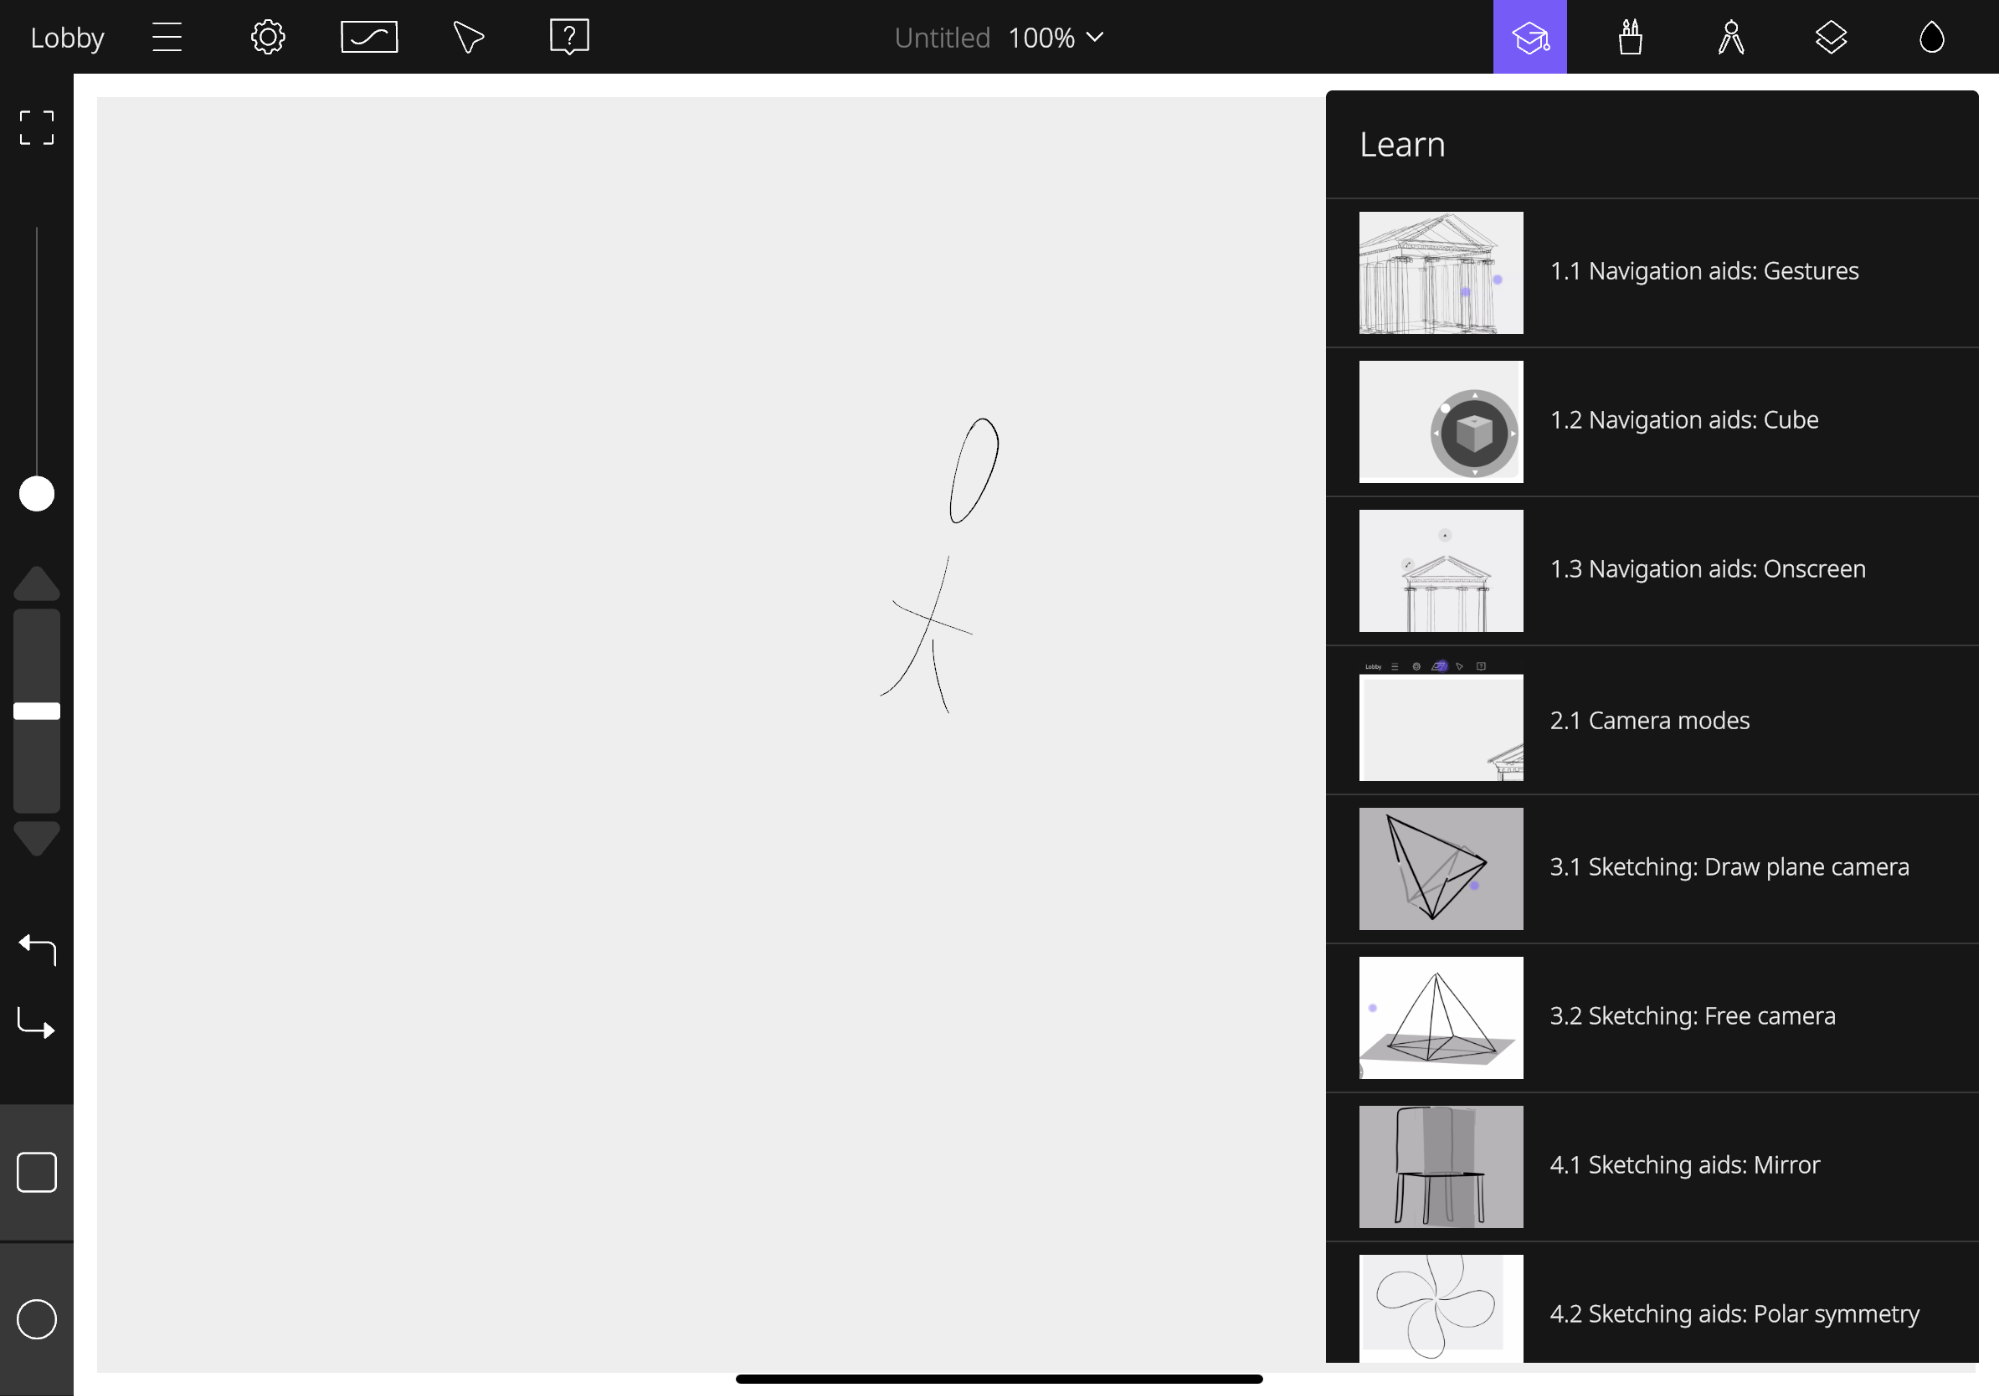 Lobby
Untitled 100%
?
Learn
1.1 Navigation aids: Gestures
1.2 Navigation aids: Cube
1.3 Navigation aids: Onscreen
Lobby
2.1 Camera modes
3.1 Sketching: Draw plane camera
3.2 Sketching: Free camera
4.1 Sketching aids: Mirror
4.2 Sketching aids: Polar symmetry